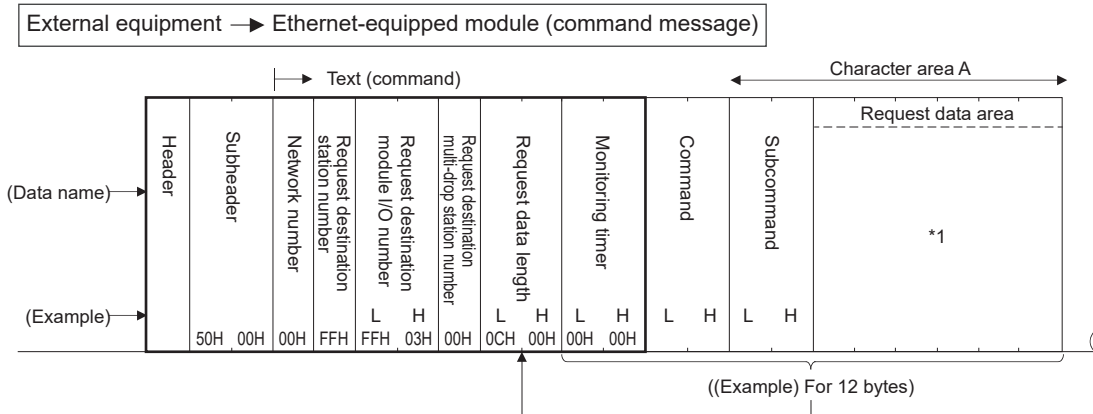 External equipment → Ethernet-equipped module (command message)
Text (command)
Character area A
(Data name)
Header
Subheader
Network number
Request destination
station number
Request destination
module I/O number
Request destination
multi-drop station number
Request data length
Monitoring timer
Command
Subcommand
Request data area
*1
(Example)
L H L H L H L H L H
50H 00H 00H FFH FFH 03H 00H 0CH 00H 00H 00H
((Example) For 12 bytes)